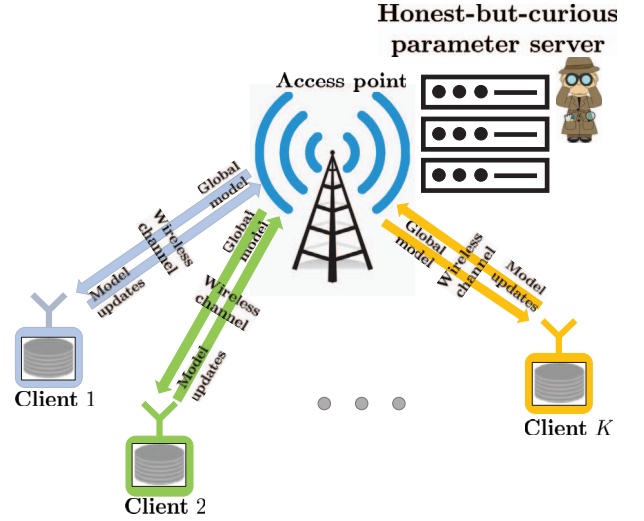 Honest-but-curious
parameter server
Access point
Global
model
Wireless
channel
Model
updates
Client 1
Global
model
Wireless
channel
Model
updates
Client 2
Global
model
Wireless
channel
Model
updates
Client K